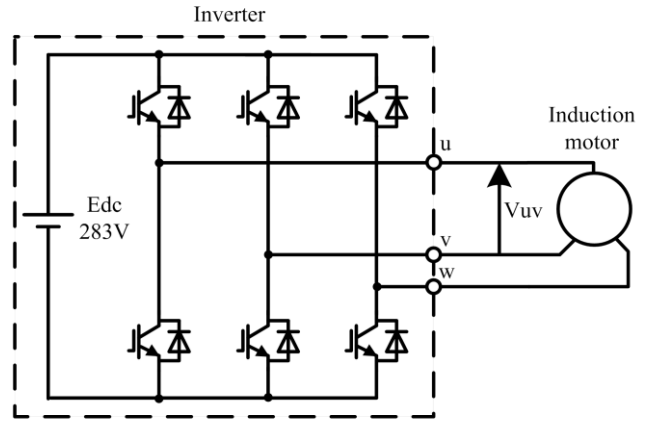 Inverter
Edc
283V
u
v
w
Vuv
Induction
motor